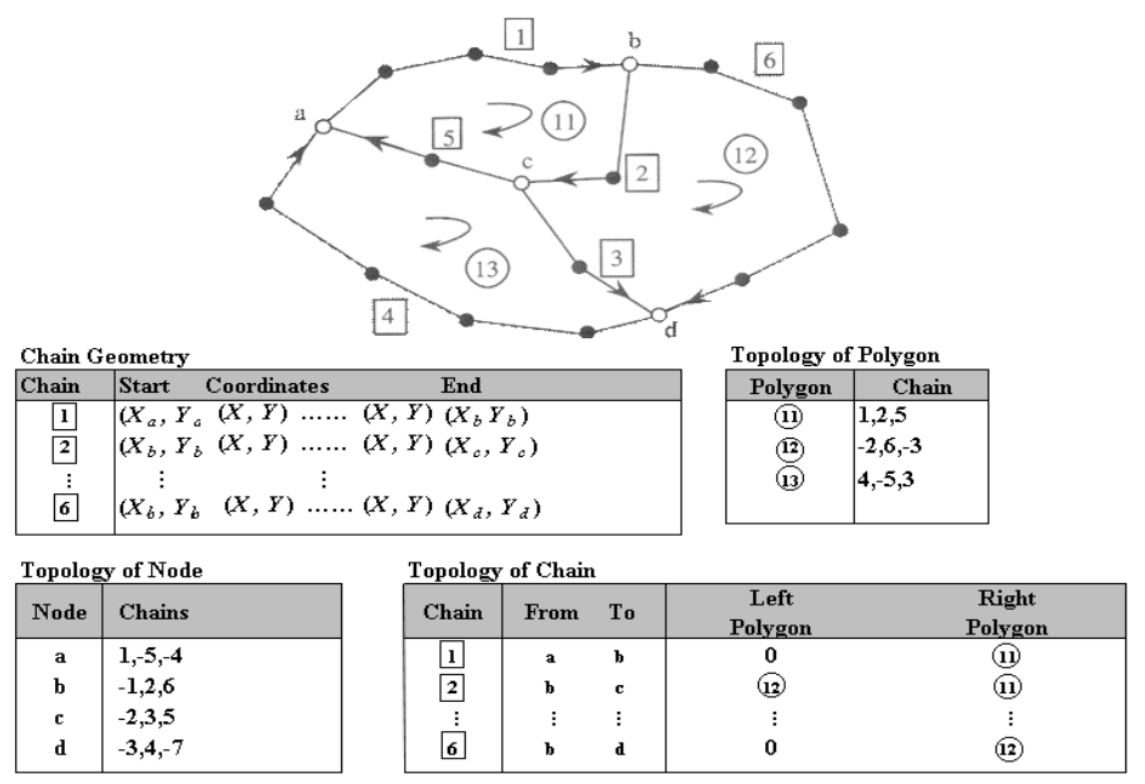 1
b
6
a
5
11
c
2
12
13
3
4
d
Chain Geometry
Chain Start Coordinates End
1 (Xa, Ya (X, Y) ...... (X, Y) (Xb Yb)
2 (Xb, Yb (X, Y) ...... (X, Y) (Xc, Yc)
⋮ ⋮ ⋮
6 (Xb, Yb (X, Y) ...... (X, Y) (Xd, Yd)
Topology of Polygon
Polygon Chain
11 1,2,5
12 -2,6,-3
13 4,-5,3
Topology of Node
Node Chains
a 1,-5,-4
b -1,2,6
c -2,3,5
d -3,4,-7
Topology of Chain
Chain From To Left Polygon Right Polygon
1 a b 0 11
2 b c 12 11
⋮ ⋮ ⋮ ⋮ ⋮
6 b d 0 12